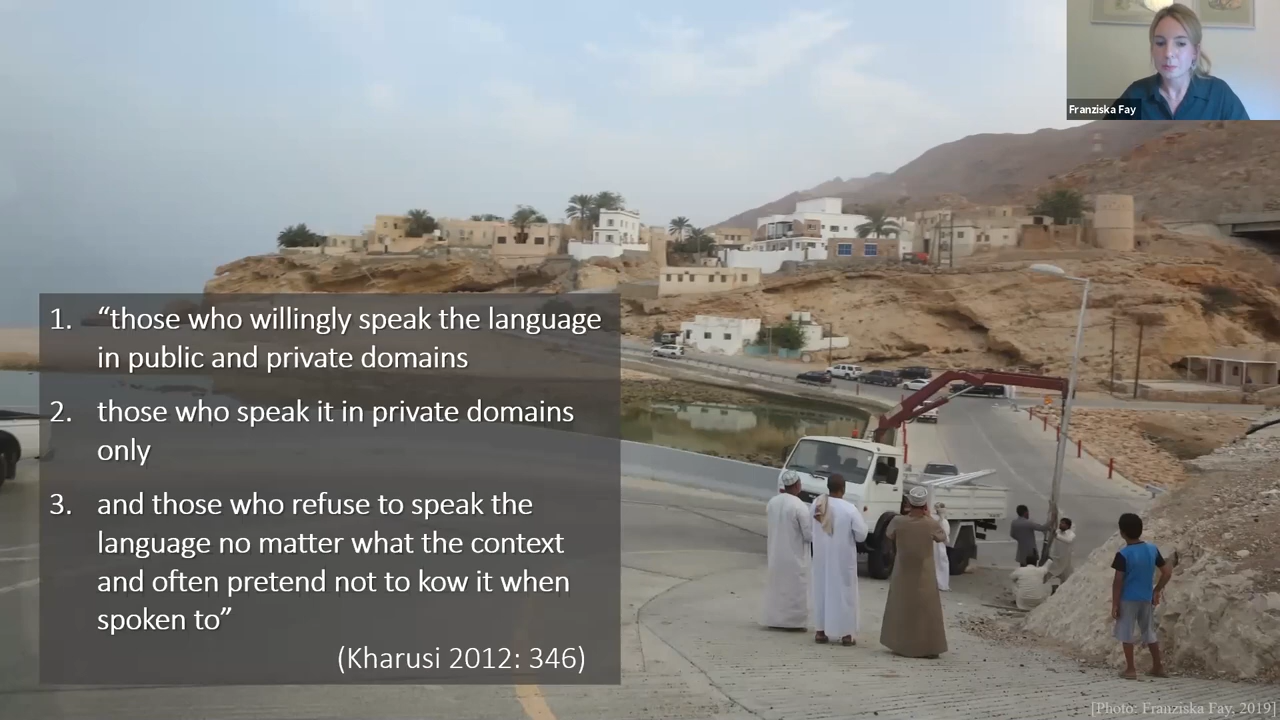 Franziska Fay
1. “those who willingly speak the language
in public and private domains
2. those who speak it in private domains
only
3. and those who refuse to speak the
language no matter what the context
and often pretend not to kow it when
spoken to”
(Kharusi 2012: 346)
[Photo: Franziska Fay, 2019]